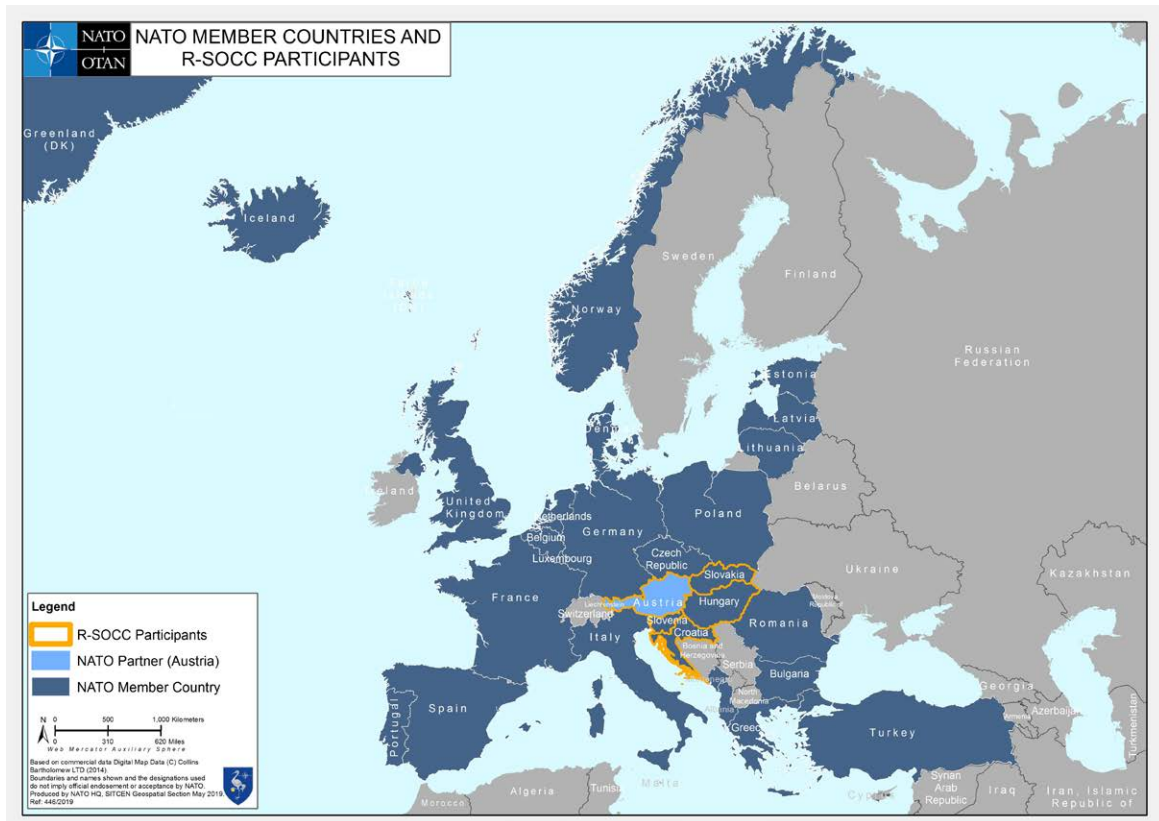 NATO
OTAN
NATO MEMBER COUNTRIES AND
R-SOCC PARTICIPANTS
Greenland
(DK)
Iceland
Norway
Sweden
Finland
Russian
Federation
Estonia
Latvia
Lithuania
Belarus
Ireland
United
Kingdom
Netherlands
Belgium
Luxembourg
Germany
Poland
Czech
Republic
Slovakia
Ukraine
Kazakhstan
France
Switzerland
Liechtenstein
Austria
Hungary
Slovenia
Croatia
Romania
Italy
Bosnia and
Herzegovina
Serbia
Bulgaria
North
Macedonia
Albania
Georgia
Armenia
Azerbaijan
Turkmenistan
Portugal
Spain
Turkey
Malta
Cyprus
Syrian
Arab
Republic
Iraq
Iran, Islamic
Republic of
Morocco
Algeria
Legend
R-SOCC Participants
NATO Partner (Austria)
NATO Member Country
N
0 500 1,000 Kilometers
0 310 620 Miles
Web Mercator Auxiliary Sphere
Based on commercial data Digital Map Data (C) Collins
Bartholomew LTD (2014).
Boundaries and names shown and the designations used
do not imply official endorsement or acceptance by NATO.
Produced by NATO HQ, SITCEN Geospatial Section May 2019.
Ref: 446/2019